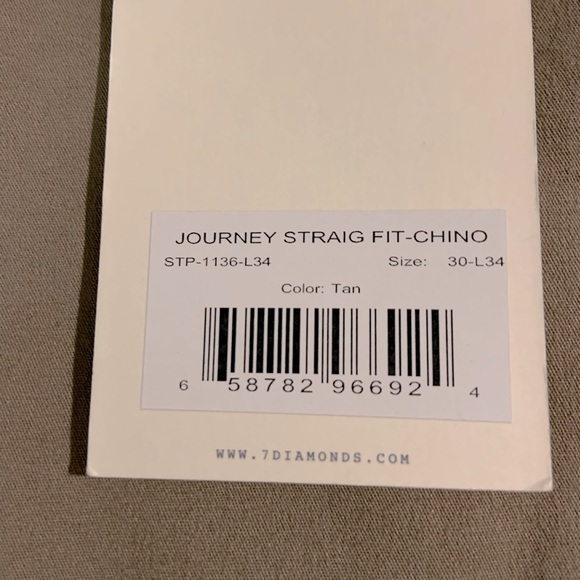 JOURNEY STRAIG FIT-CHINO
STP-1136-L34 Size: 30-L34
Color: Tan
6 58782 96692 4
WWW.7DIAMONDS.COM